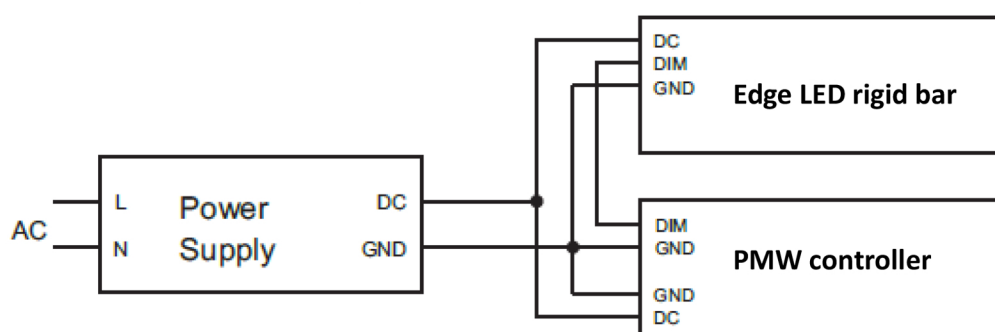 AC
L
N
Power
Supply
DC
GND
DC
DIM
GND
Edge LED rigid bar
DIM
GND
GND
DC
PMW controller